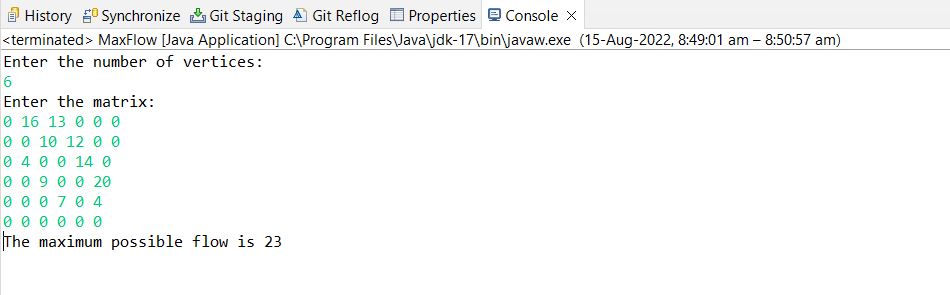 History Synchronize Git Staging Git Reflog Properties Console
<terminated> MaxFlow [Java Application] C:\Program Files\Java\jdk-17\bin\javaw.exe (15-Aug-2022, 8:49:01 am – 8:50:57 am)
Enter the number of vertices:
6
Enter the matrix:
0 16 13 0 0 0
0 0 10 12 0 0
0 4 0 0 14 0
0 0 9 0 0 20
0 0 0 7 0 4
0 0 0 0 0 0
The maximum possible flow is 23